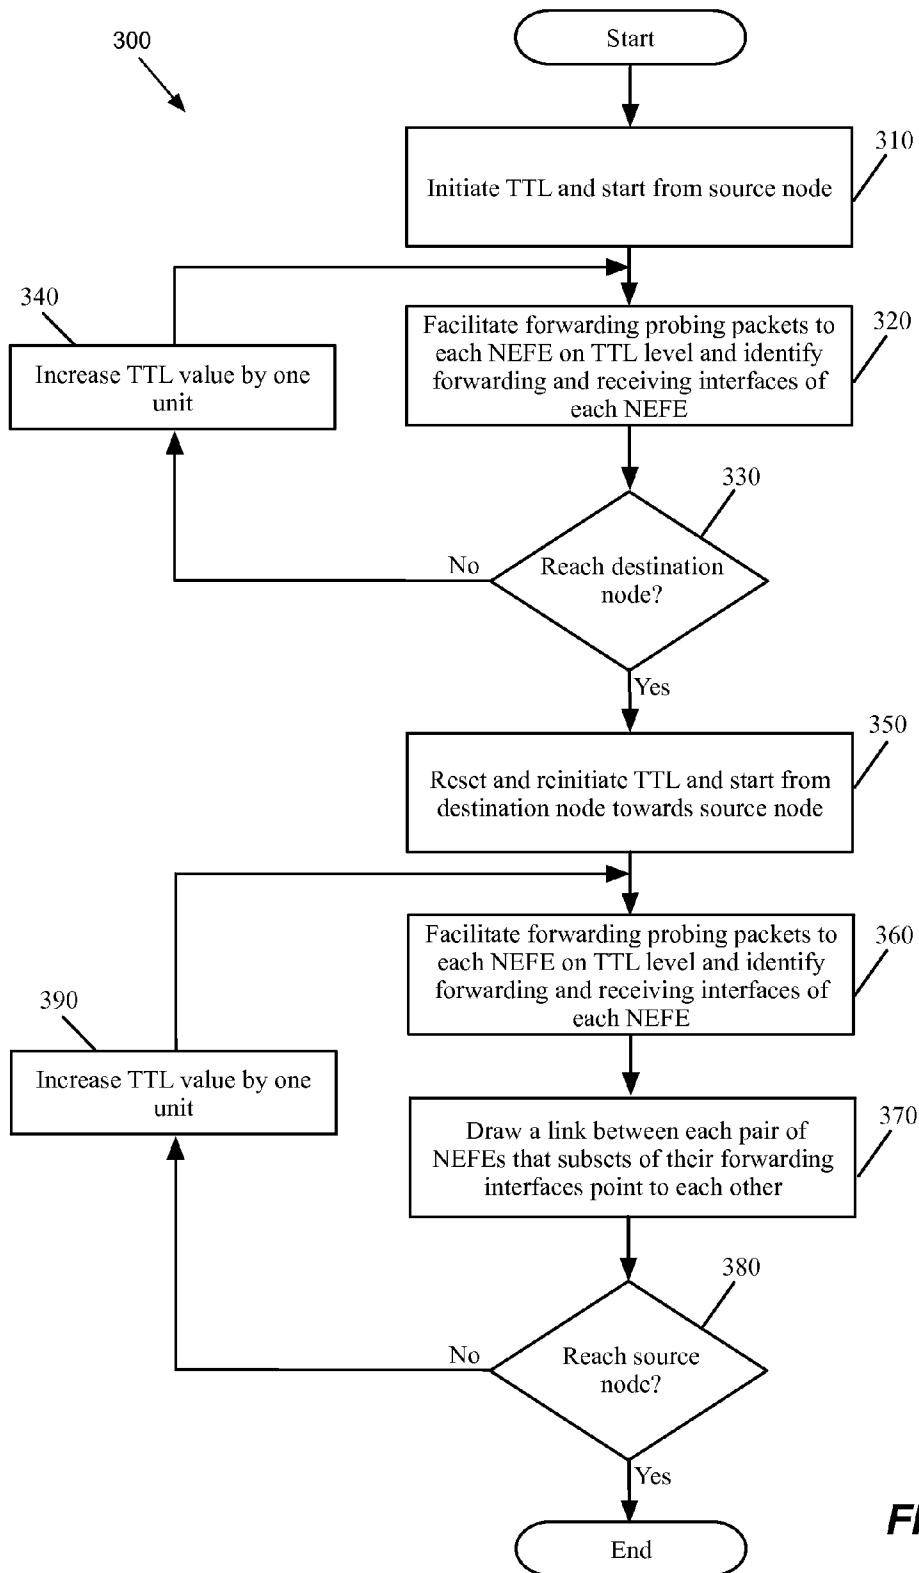 300
Start
310
Initiate TTL and start from source node
340
Increase TTL value by one
unit
320
Facilitate forwarding probing packets to
each NEFE on TTL level and identify
forwarding and receiving interfaces of
each NEFE
330
Reach destination
node?
No
Yes
350
Reset and reinitiate TTL and start from
destination node towards source node
360
Facilitate forwarding probing packets to
each NEFE on TTL level and identify
forwarding and receiving interfaces of
each NEFE
390
Increase TTL value by one
unit
370
Draw a link between each pair of
NEFEs that subsets of their forwarding
interfaces point to each other
380
Reach source
node?
No
Yes
End